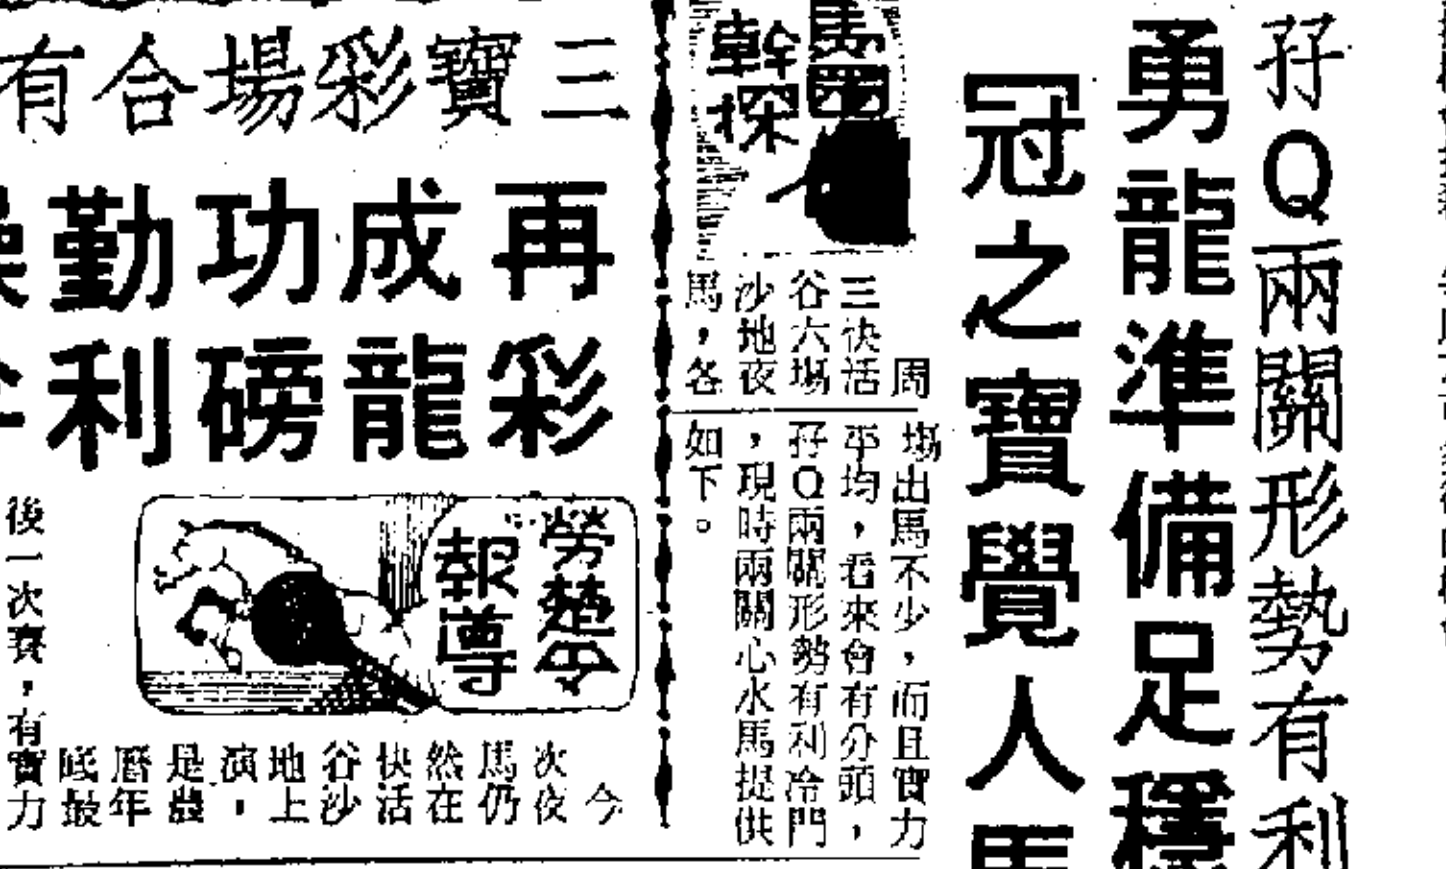 孖Q兩關形勢有利
勇龍準備足穩
冠之寶覺人馬
馬圈
幹探
周
三快活
谷六場
沙地夜
馬，各
場出馬不少，而且實力
平均，看來會有分頭，
孖Q兩關形勢有利冷門
，現時兩關心水馬提供
如下。
三寶彩場合有
再成功勤操
彩龍磅利
勞楚令
報導
今
次夜
馬仍
然在
快活
谷沙
地上
演，
是農
曆年
底最
後一次賽，有實力